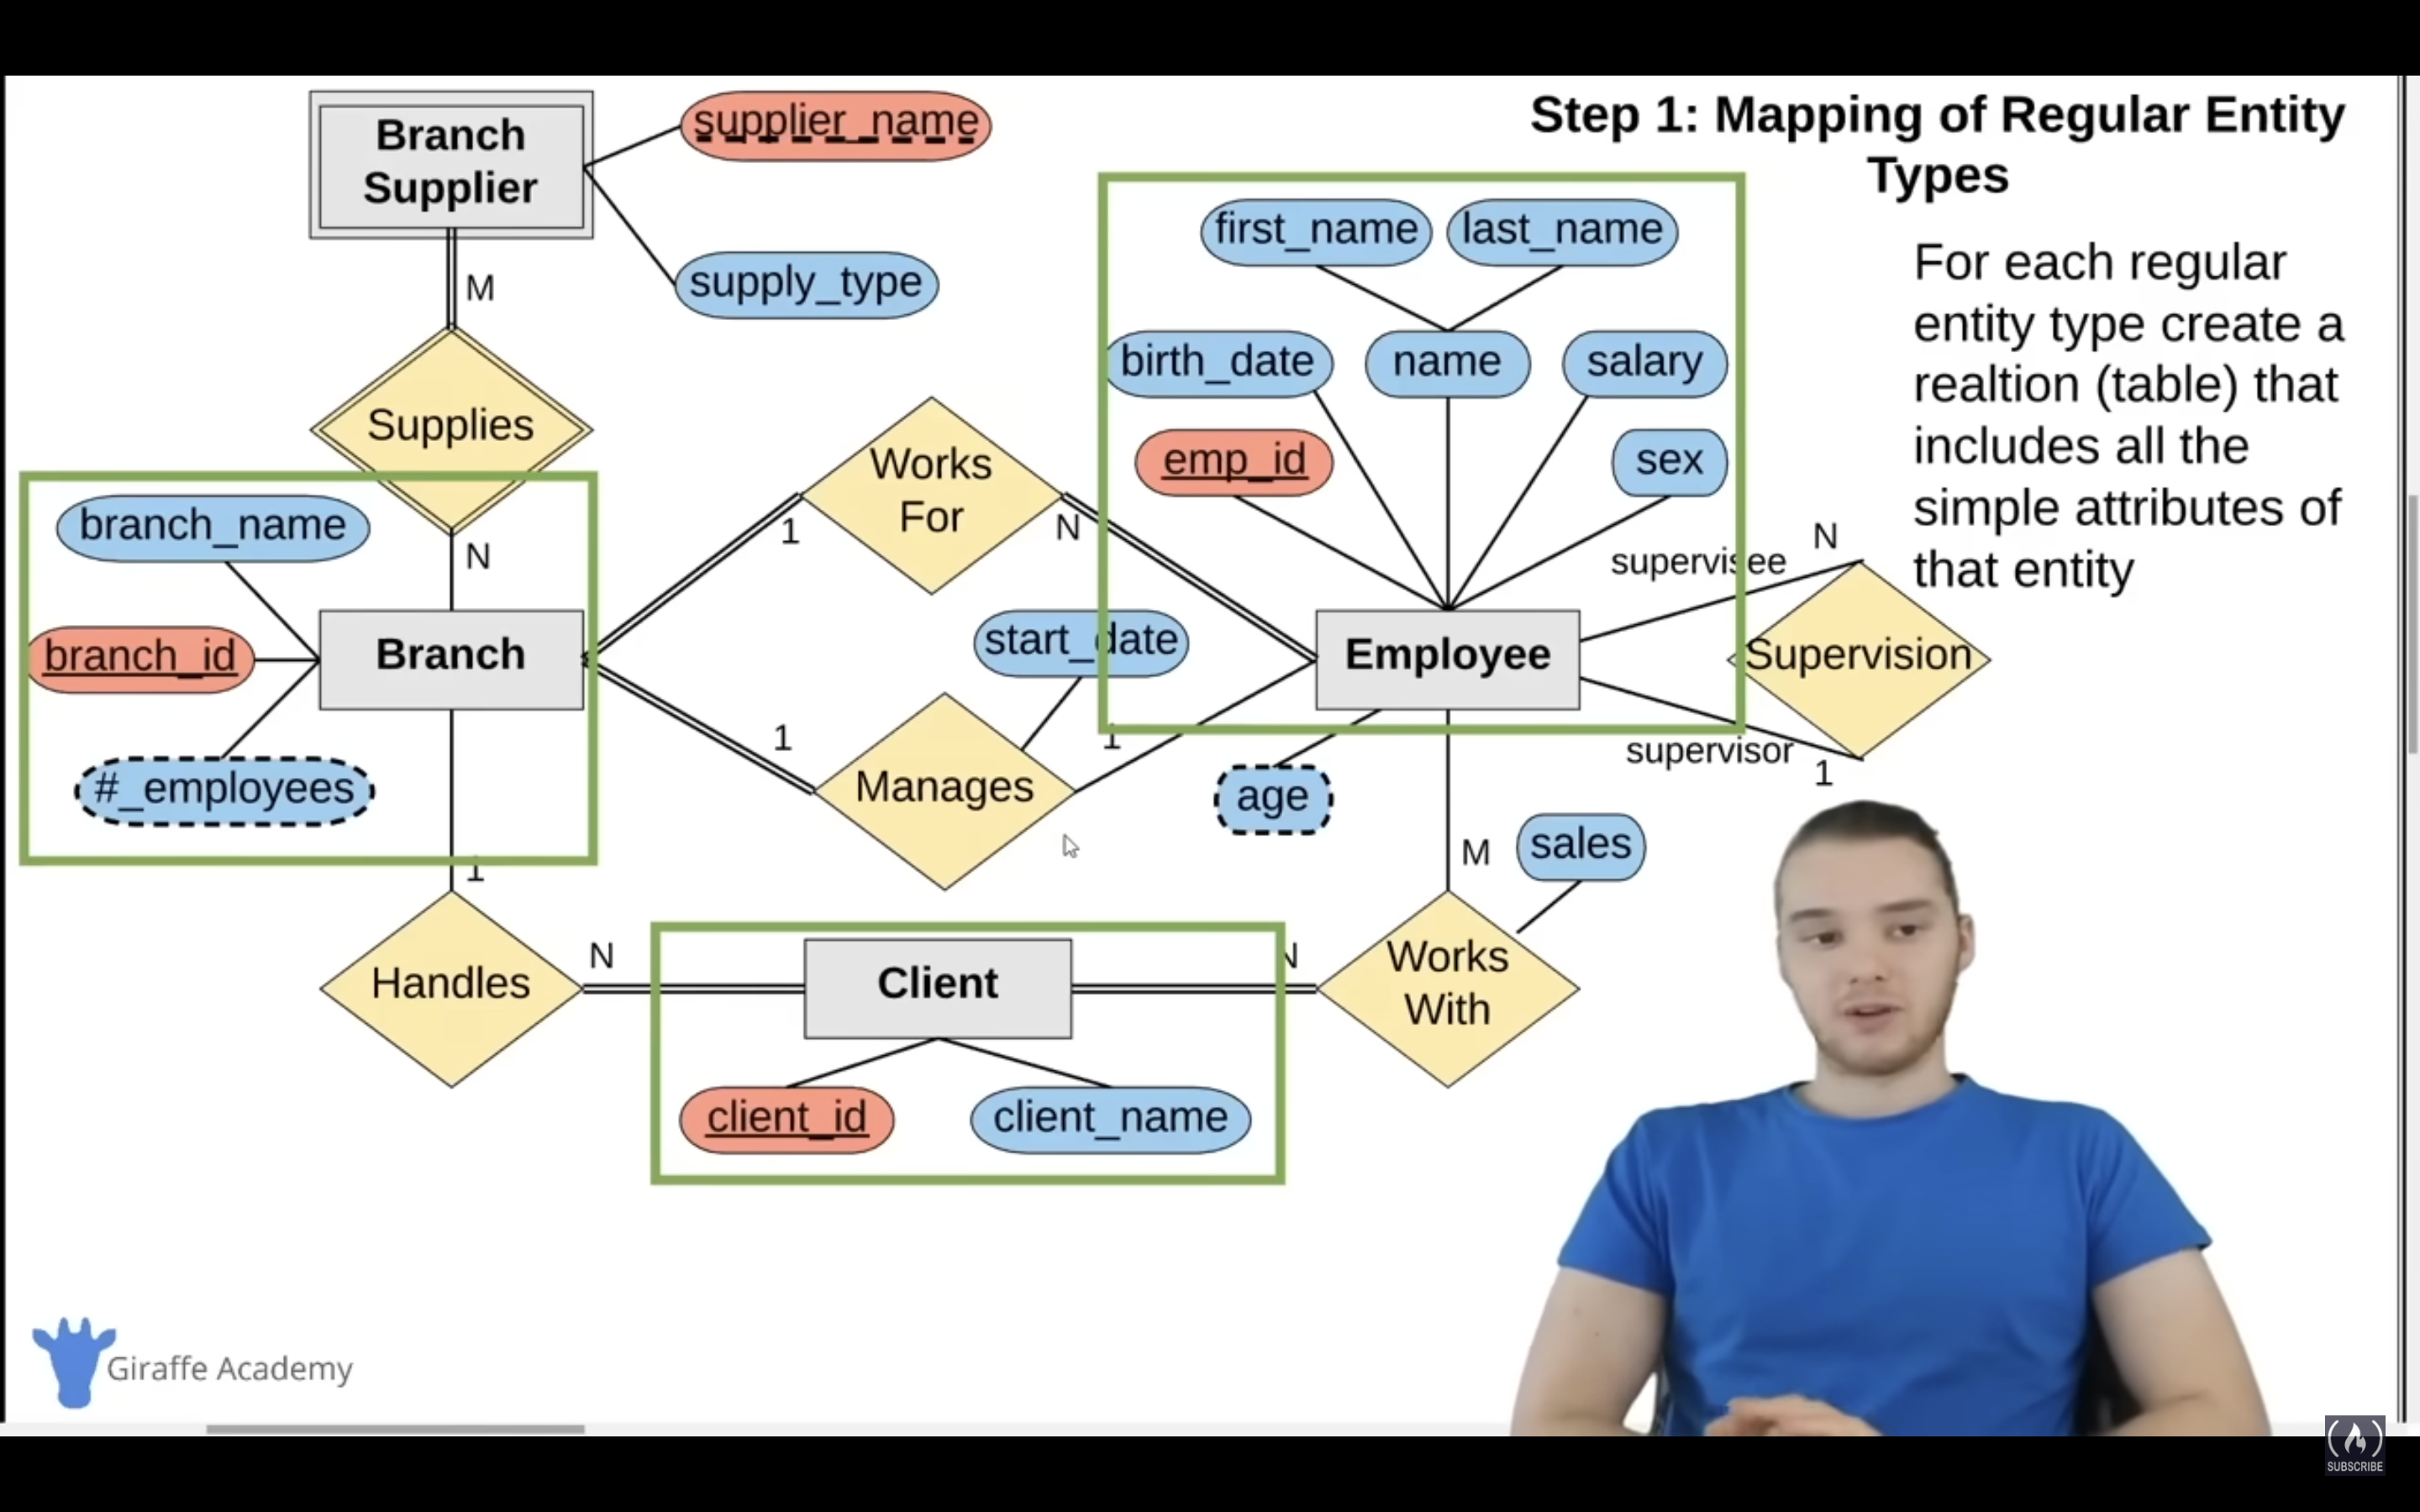 Step 1: Mapping of Regular Entity
Types
For each regular
entity type create a
realtion (table) that
includes all the
simple attributes of
that entity
Branch
Supplier
supplier_name
supply_type
M
Supplies
N
branch_name
branch_id
#_employees
Branch
1
Works
For
N
first_name
last_name
birth_date
name
salary
emp_id
sex
Employee
supervisee
N
Supervision
supervisor
1
start_date
1
Manages
1
age
M
sales
1
Handles
N
Client
N
Works
With
client_id
client_name
Giraffe Academy
SUBSCRIBE